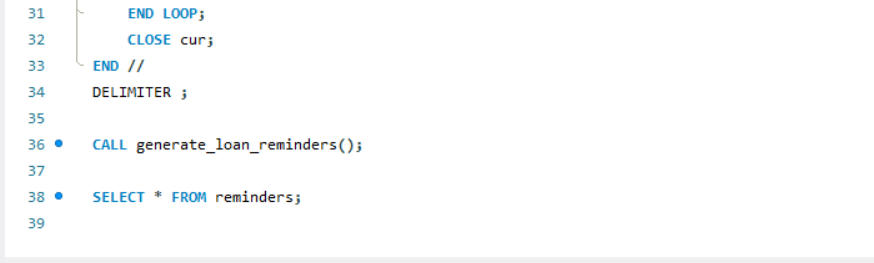 31 END LOOP;
32 CLOSE cur;
33 END //
34 DELIMITER ;
35
36 CALL generate_loan_reminders();
37
38 SELECT * FROM reminders;
39